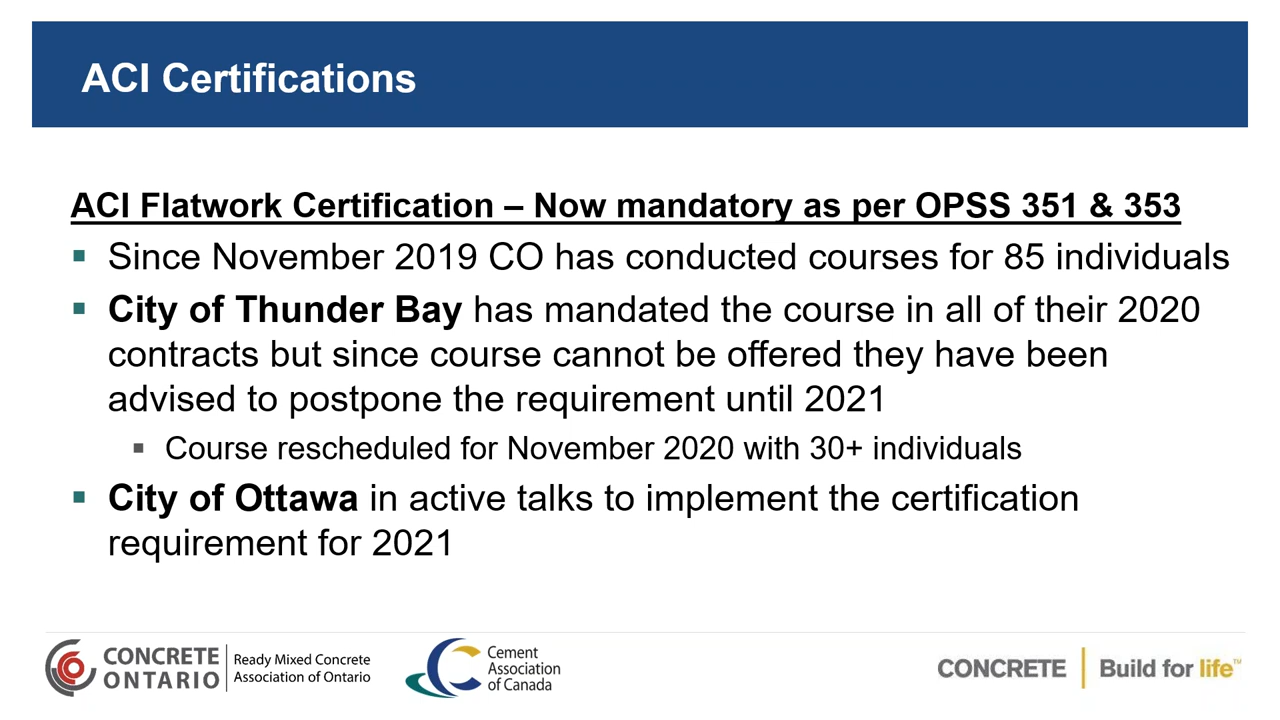 ACI Certifications
ACI Flatwork Certification – Now mandatory as per OPSS 351 & 353
▪ Since November 2019 CO has conducted courses for 85 individuals
▪ City of Thunder Bay has mandated the course in all of their 2020
contracts but since course cannot be offered they have been
advised to postpone the requirement until 2021
▪ Course rescheduled for November 2020 with 30+ individuals
▪ City of Ottawa in active talks to implement the certification
requirement for 2021
CONCRETE ONTARIO
Ready Mixed Concrete
Association of Ontario
Cement
Association
of Canada
CONCRETE | Build for life™